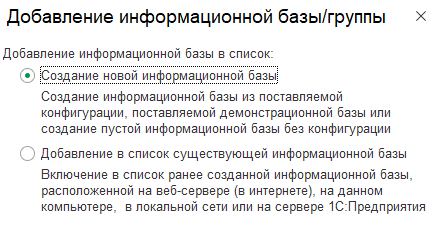 Добавление информационной базы/группы
Добавление информационной базы в список:
Создание новой информационной базы
Создание информационной базы из поставляемой
конфигурации, поставляемой демонстрационной базы или
создание пустой информационной базы без конфигурации
Добавление в список существующей информационной базы
Включение в список ранее созданной информационной базы,
расположенной на веб-сервере (в интернете), на данном
компьютере, в локальной сети или на сервере 1С:Предприятия